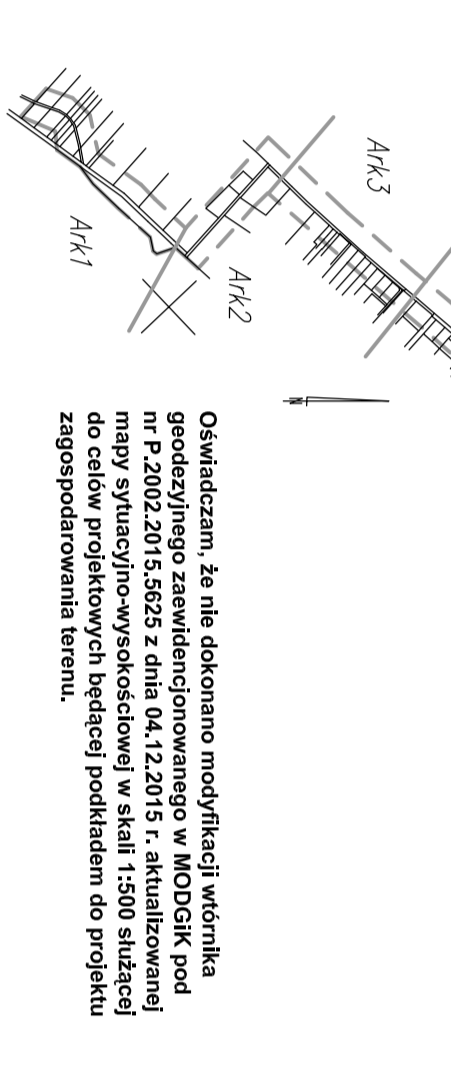 Ark3
Ark2
Ark1
N
Oświadczam, że nie dokonano modyfikacji wtórnika
geodezyjnego zaewidencjonowanego w MODGiK pod
nr P.2002.2015.5625 z dnia 04.12.2015 r. aktualizowanej
mapy sytuacyjno-wysokościowej w skali 1:500 służącej
do celów projektowych będącej podkładem do projektu
zagospodarowania terenu.